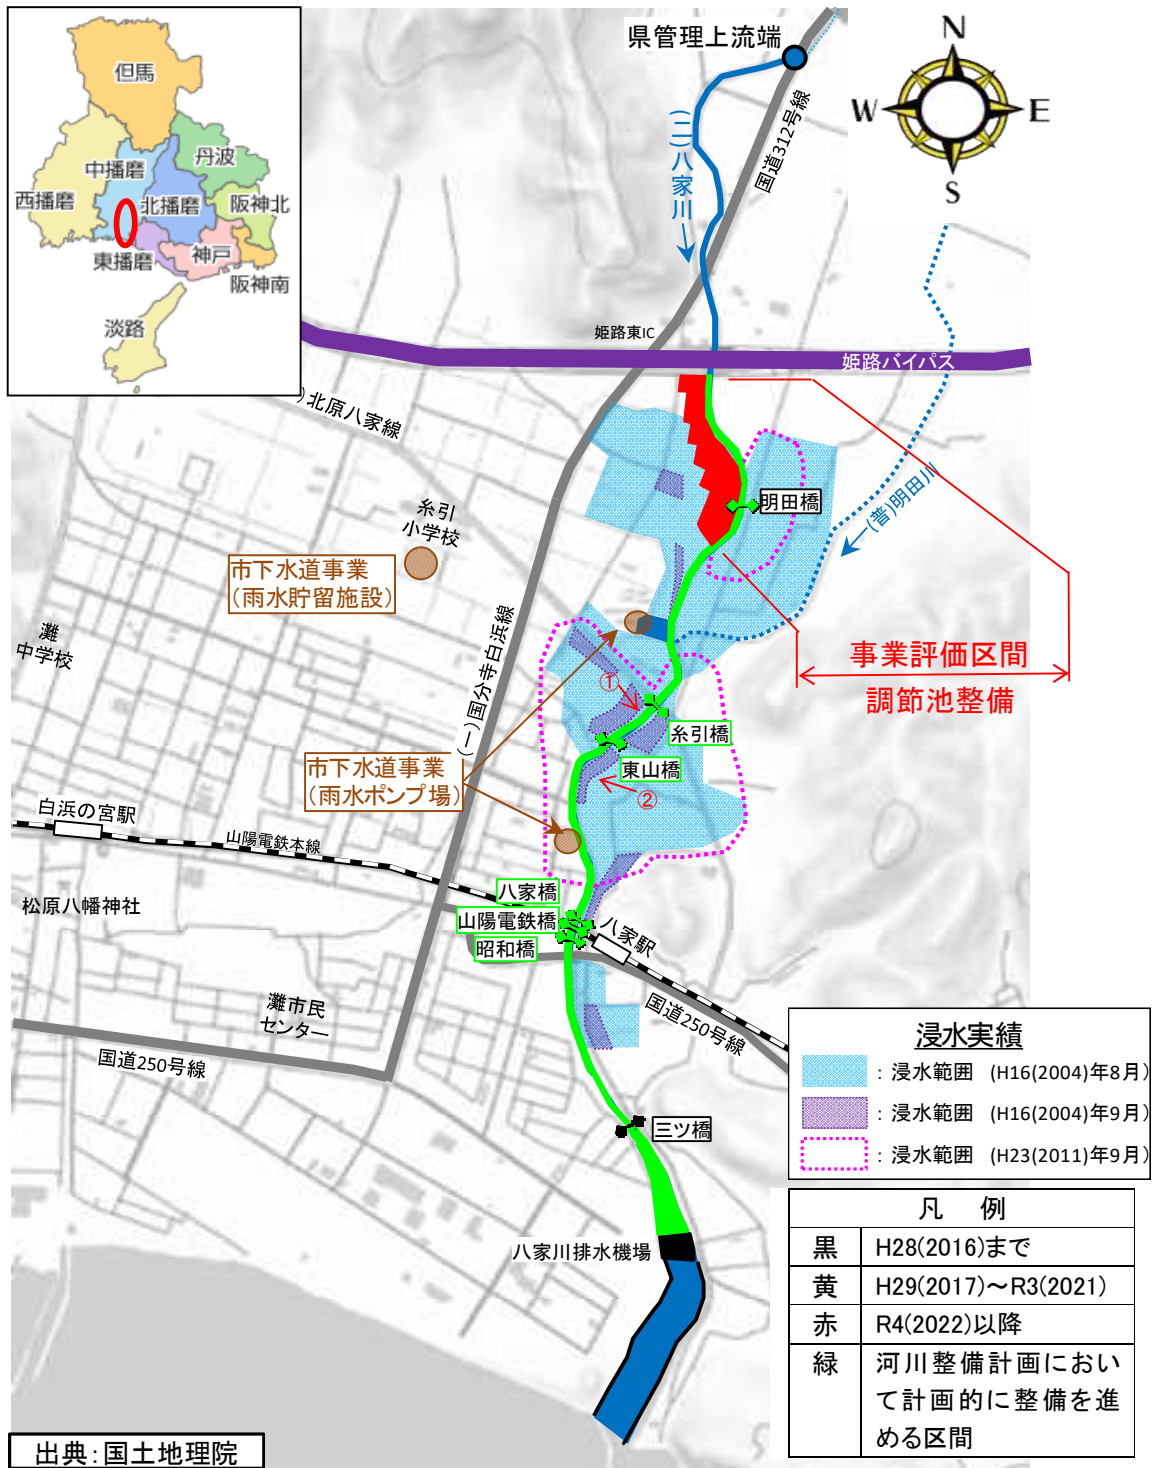 但馬
中播磨
丹波
西播磨
北播磨
阪神北
神戸
東播磨
阪神南
淡路
県管理上流端
N
W
E
S
国道312号線
(二)八家川
姫路東IC
姫路バイパス
)北原八家線
糸引
小学校
明田橋
(普)明田川
市下水道事業
(雨水貯留施設)
灘
中学校
(一)国分寺白浜線
事業評価区間
調節池整備
①
糸引橋
東山橋
②
市下水道事業
(雨水ポンプ場)
白浜の宮駅
山陽電鉄本線
八家橋
山陽電鉄橋
昭和橋
八家駅
松原八幡神社
灘市民
センター
国道250号線
国道250号線
三ツ橋
八家川排水機場
浸水実績
:浸水範囲 (H16(2004)年8月)
:浸水範囲 (H16(2004)年9月)
:浸水範囲 (H23(2011)年9月)
凡 例
黒 H28(2016)まで
黄 H29(2017)～R3(2021)
赤 R4(2022)以降
緑 河川整備計画におい
て計画的に整備を進
める区間
出典:国土地理院